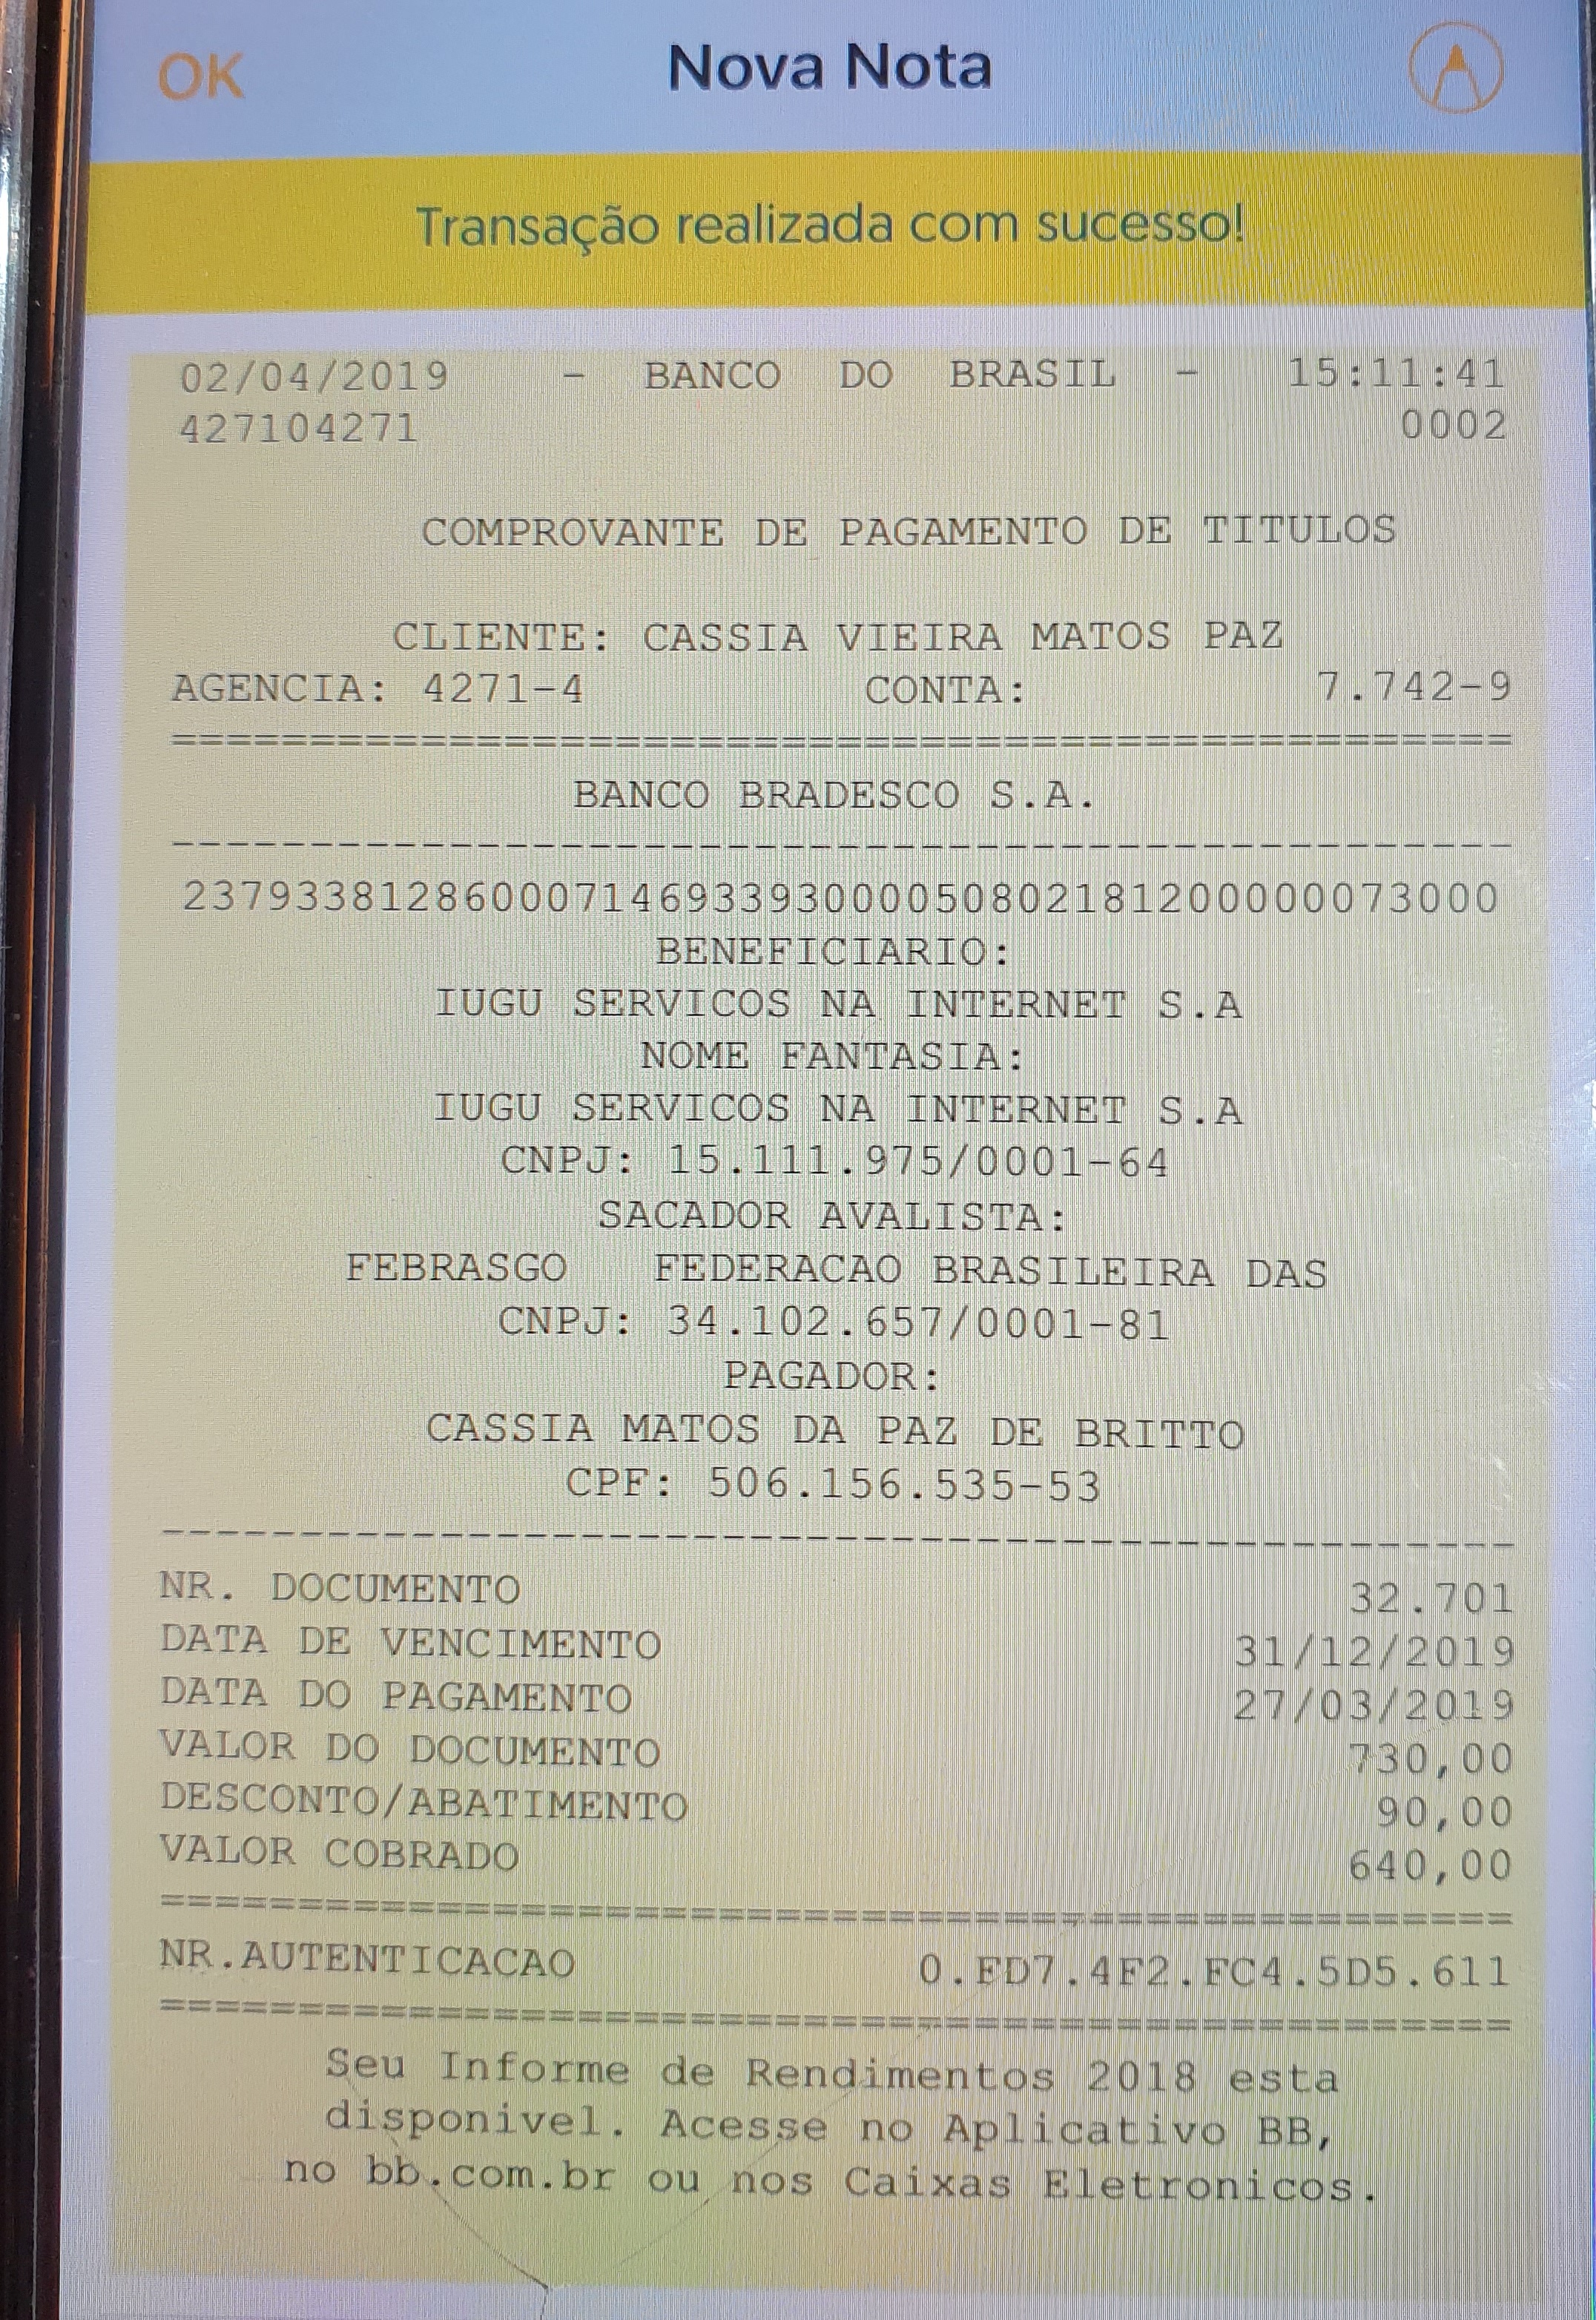 OK Nova Nota
Transação realizada com sucesso!
02/04/2019 - BANCO DO BRASIL - 15:11:41
427104271 0002
COMPROVANTE DE PAGAMENTO DE TITULOS
CLIENTE: CASSIA VIEIRA MATOS PAZ
AGENCIA: 4271-4 CONTA: 7.742-9
================================================
BANCO BRADESCO S.A.
------------------------------------------------
23793381286000714693393000050802181200000073000
BENEFICIARIO:
IUGU SERVICOS NA INTERNET S.A
NOME FANTASIA:
IUGU SERVICOS NA INTERNET S.A
CNPJ: 15.111.975/0001-64
SACADOR AVALISTA:
FEBRASGO FEDERACAO BRASILEIRA DAS
CNPJ: 34.102.657/0001-81
PAGADOR:
CASSIA MATOS DA PAZ DE BRITTO
CPF: 506.156.535-53
------------------------------------------------
NR. DOCUMENTO 32.701
DATA DE VENCIMENTO 31/12/2019
DATA DO PAGAMENTO 27/03/2019
VALOR DO DOCUMENTO 730,00
DESCONTO/ABATIMENTO 90,00
VALOR COBRADO 640,00
================================================
NR.AUTENTICACAO 0.FD7.4F2.FC4.5D5.611
================================================
Seu Informe de Rendimentos 2018 esta
disponivel. Acesse no Aplicativo BB,
no bb.com.br ou nos Caixas Eletronicos.